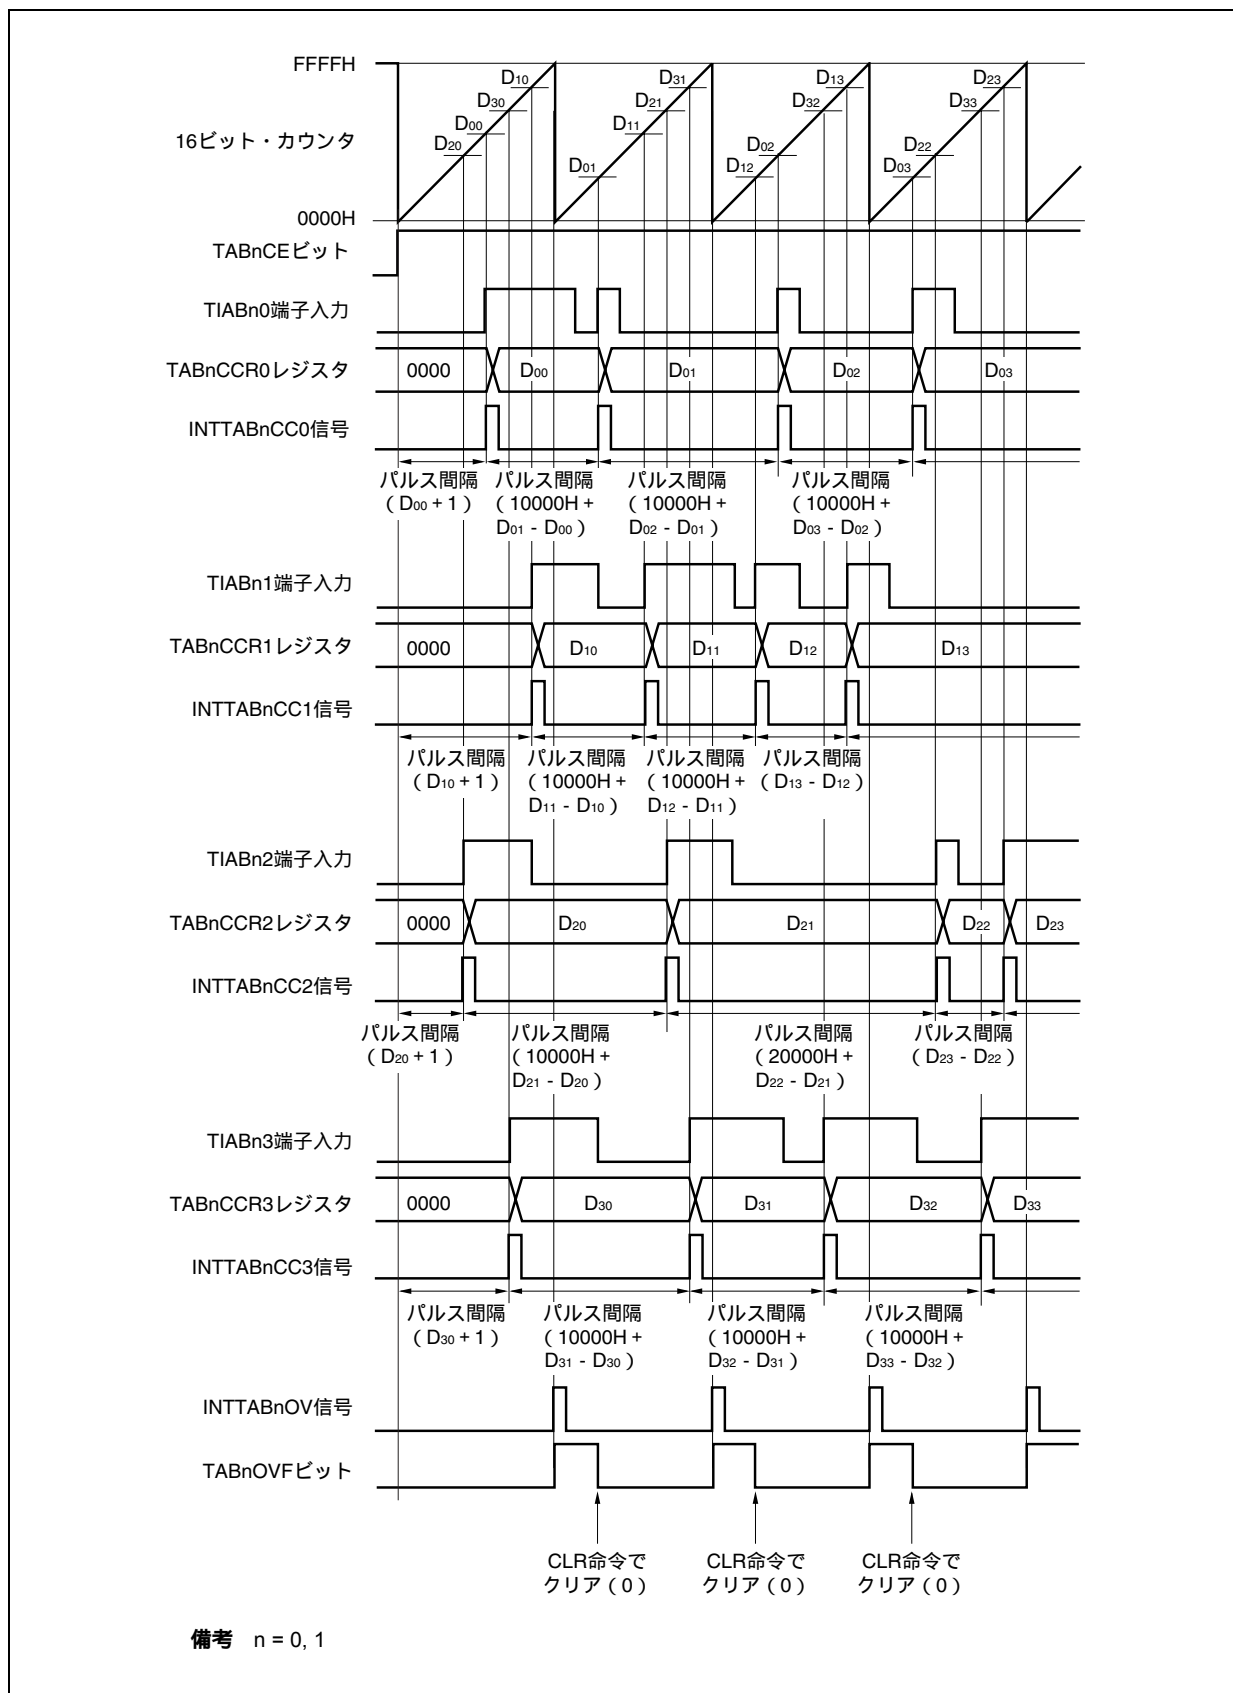 FFFFH
D10
D31
D13
D23
D30
D21
D32
D33
16ビット・カウンタ
D00
D11
D02
D22
D20
D01
D12
D03
0000H
TABnCEビット
TIABn0端子入力
TABnCCR0レジスタ
0000
D00
D01
D02
D03
INTTABnCC0信号
パルス間隔
（D00 + 1）
パルス間隔
（10000H +
D01 - D00）
パルス間隔
（10000H +
D02 - D01）
パルス間隔
（10000H +
D03 - D02）
TIABn1端子入力
TABnCCR1レジスタ
0000
D10
D11
D12
D13
INTTABnCC1信号
パルス間隔
（D10 + 1）
パルス間隔
（10000H +
D11 - D10）
パルス間隔
（10000H +
D12 - D11）
パルス間隔
（D13 - D12）
TIABn2端子入力
TABnCCR2レジスタ
0000
D20
D21
D22
D23
INTTABnCC2信号
パルス間隔
（D20 + 1）
パルス間隔
（10000H +
D21 - D20）
パルス間隔
（20000H +
D22 - D21）
パルス間隔
（D23 - D22）
TIABn3端子入力
TABnCCR3レジスタ
0000
D30
D31
D32
D33
INTTABnCC3信号
パルス間隔
（D30 + 1）
パルス間隔
（10000H +
D31 - D30）
パルス間隔
（10000H +
D32 - D31）
パルス間隔
（10000H +
D33 - D32）
INTTABnOV信号
TABnOVFビット
CLR命令で
クリア（0）
CLR命令で
クリア（0）
CLR命令で
クリア（0）
備考 n = 0, 1